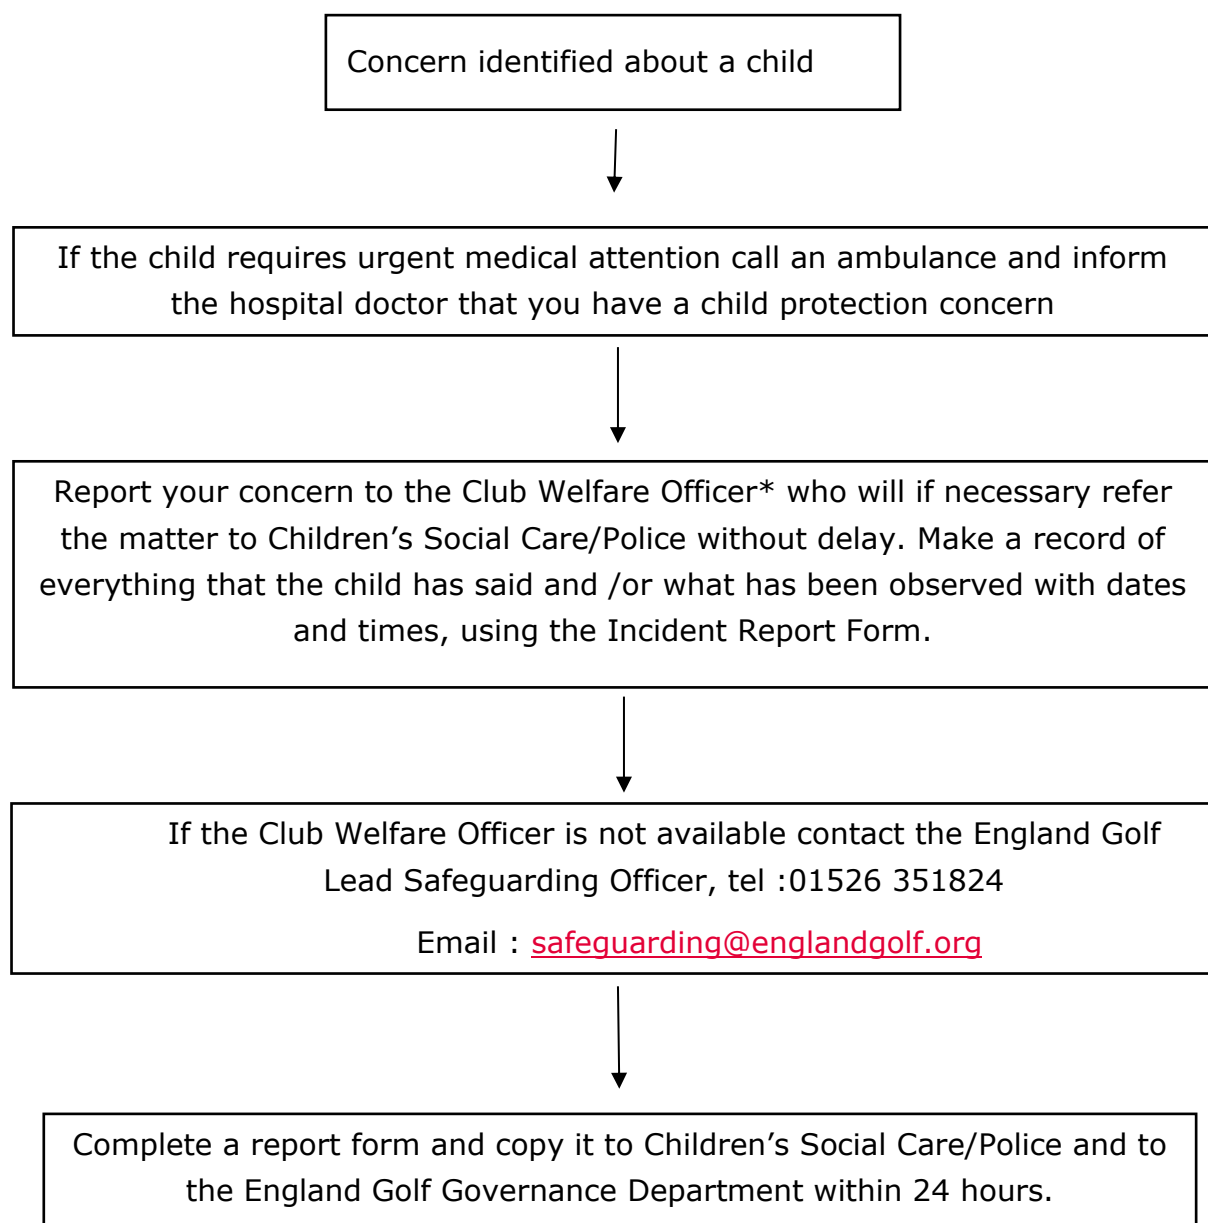 Concern identified about a child
If the child requires urgent medical attention call an ambulance and inform
the hospital doctor that you have a child protection concern
Report your concern to the Club Welfare Officer* who will if necessary refer
the matter to Children’s Social Care/Police without delay. Make a record of
everything that the child has said and /or what has been observed with dates
and times, using the Incident Report Form.
If the Club Welfare Officer is not available contact the England Golf
Lead Safeguarding Officer, tel :01526 351824
Email : safeguarding@englandgolf.org
Complete a report form and copy it to Children’s Social Care/Police and to
the England Golf Governance Department within 24 hours.